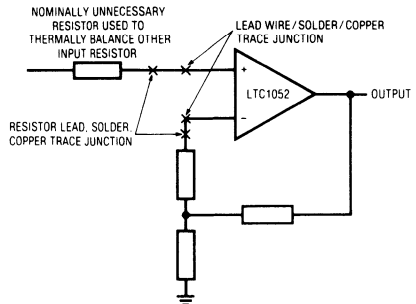 NOMINALLY UNNECESSARY
RESISTOR USED TO
THERMALLY BALANCE OTHER
INPUT RESISTOR
LEAD WIRE/SOLDER/COPPER
TRACE JUNCTION
+
LTC1052
−
OUTPUT
RESISTOR LEAD, SOLDER,
COPPER TRACE JUNCTION